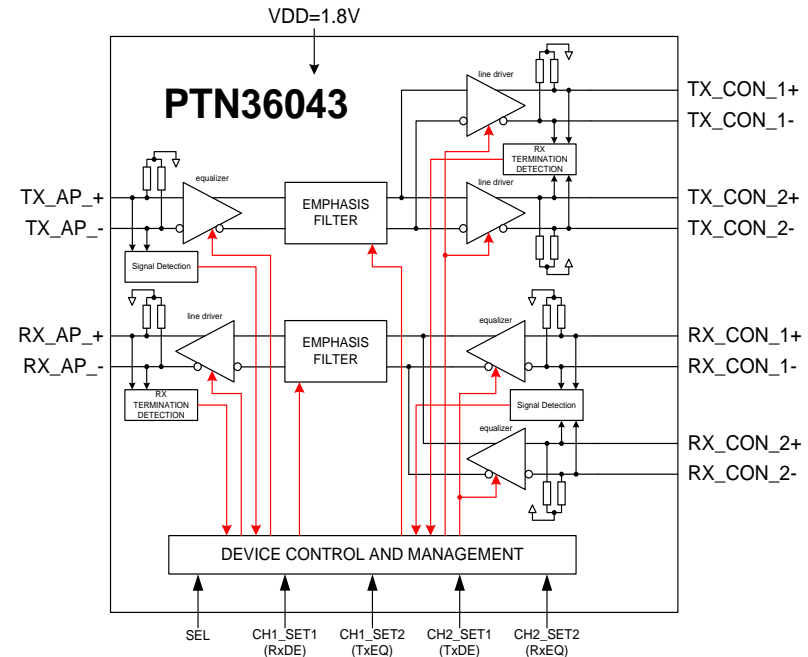 VDD=1.8V
PTN36043
line driver
TX_CON_1+
TX_CON_1-
RX
TERMINATION
DETECTION
equalizer
EMPHASIS
FILTER
line driver
TX_AP_+
TX_AP_-
TX_CON_2+
TX_CON_2-
Signal Detection
line driver
EMPHASIS
FILTER
equalizer
RX_AP_+
RX_AP_-
RX_CON_1+
RX_CON_1-
RX
TERMINATION
DETECTION
Signal Detection
equalizer
RX_CON_2+
RX_CON_2-
DEVICE CONTROL AND MANAGEMENT
SEL
CH1_SET1
(RxDE)
CH1_SET2
(TxEQ)
CH2_SET1
(TxDE)
CH2_SET2
(RxEQ)